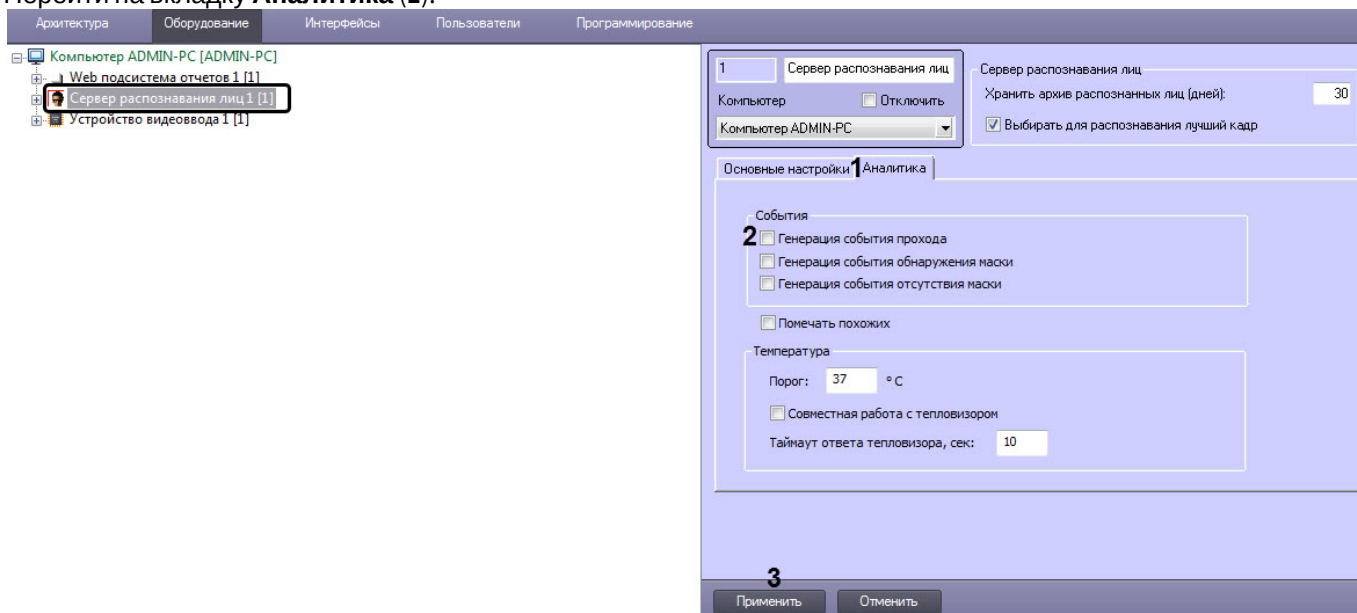 Перейти на вкладку Аналитика (1).
Архитектура Оборудование Интерфейсы Пользователи Программирование
Компьютер ADMIN-PC [ADMIN-PC]
Web подсистема отчетов 1 [1]
Сервер распознавания лиц 1 [1]
Устройство видеоввода 1 [1]
1 Сервер распознавания лиц
Компьютер Отключить
Компьютер ADMIN-PC
Сервер распознавания лиц
Хранить архив распознанных лиц (дней): 30
Выбирать для распознавания лучший кадр
Основные настройки 1 Аналитика
События
2 Генерация события прохода
Генерация события обнаружения маски
Генерация события отсутствия маски
Помечать похожих
Температура
Порог: 37 °C
Совместная работа с тепловизором
Таймаут ответа тепловизора, сек: 10
3
Применить Отменить